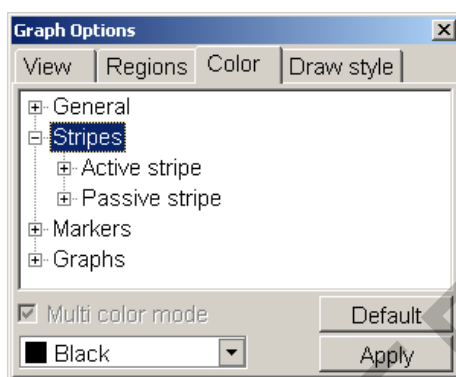 Graph Options
View Regions Color Draw style
General
Stripes
Active stripe
Passive stripe
Markers
Graphs
Multi color mode Default
Black Apply